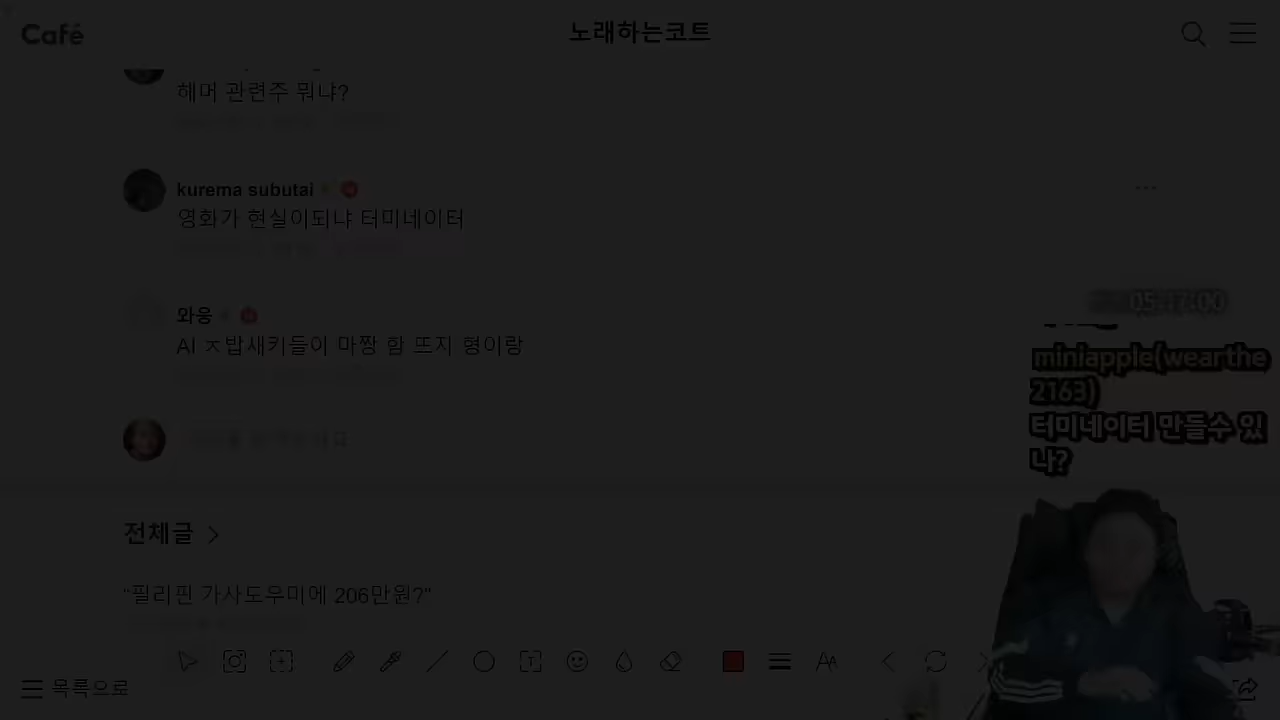 Café
노래하는코트
헤머 관련주 뭐냐?
kurema subutai
영화가 현실이되냐 터미네이터
와웅
AI ㅈ밥새키들이 마짱 함 뜨지 형이랑
05:17:00
miniapple(wearthe
2163)
터미네이터 만들수 있
나?
전체글
“필리핀 가사도우미에 206만원?"
목록으로